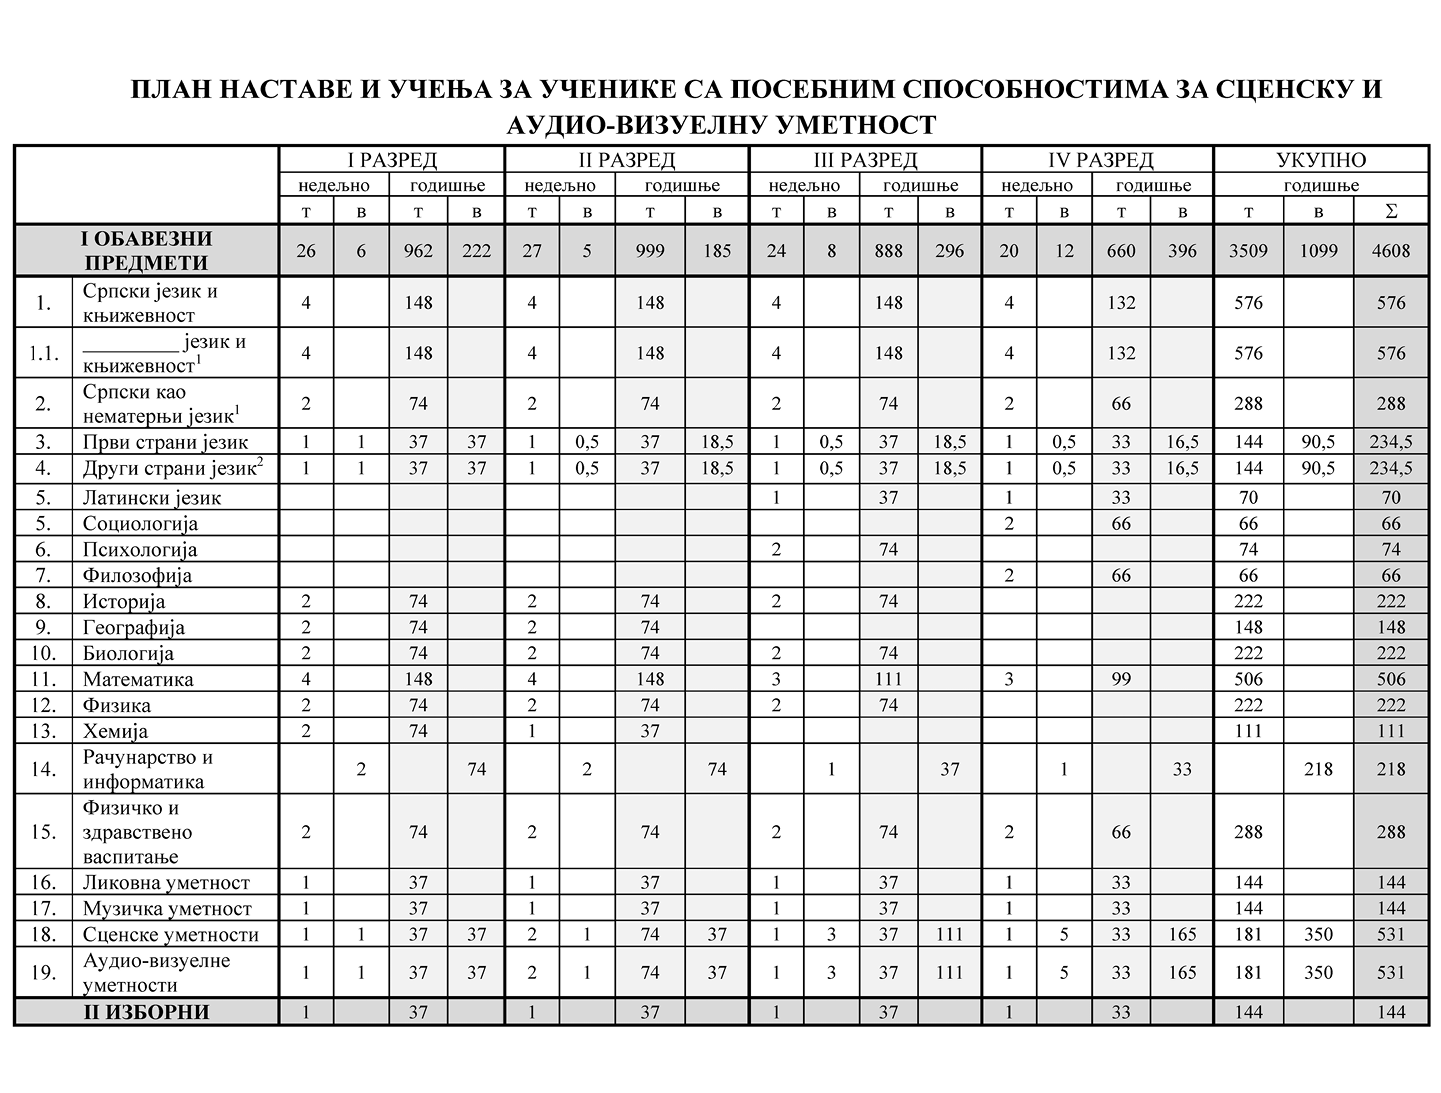 ПЛАН НАСТАВЕ И УЧЕЊА ЗА УЧЕНИКЕ СА ПОСЕБНИМ СПОСОБНОСТИМА ЗА СЦЕНСКУ И
АУДИО-ВИЗУЕЛНУ УМЕТНОСТ
I РАЗРЕД II РАЗРЕД III РАЗРЕД IV РАЗРЕД УКУПНО
недељно годишње недељно годишње недељно годишње недељно годишње годишње
т в т в т в т в т в т в т в т в т в Σ
I ОБАВЕЗНИ
ПРЕДМЕТИ 26 6 962 222 27 5 999 185 24 8 888 296 20 12 660 396 3509 1099 4608
1. Српски језик и
књижевност 4 148 4 148 4 148 4 132 576 576
1.1. __________ језик и
књижевност1 4 148 4 148 4 148 4 132 576 576
2. Српски као
нематерњи језик1 2 74 2 74 2 74 2 66 288 288
3. Први страни језик 1 1 37 37 1 0,5 37 18,5 1 0,5 37 18,5 1 0,5 33 16,5 144 90,5 234,5
4. Други страни језик2 1 1 37 37 1 0,5 37 18,5 1 0,5 37 18,5 1 0,5 33 16,5 144 90,5 234,5
5. Латински језик 1 37 1 33 70 70
5. Социологија 2 66 66 66
6. Психологија 2 74 74 74
7. Филозофија 2 66 66 66
8. Историја 2 74 2 74 2 74 222 222
9. Географија 2 74 2 74 148 148
10. Биологија 2 74 2 74 2 74 222 222
11. Математика 4 148 4 148 3 111 3 99 506 506
12. Физика 2 74 2 74 2 74 222 222
13. Хемија 2 74 1 37 111 111
14. Рачунарство и
информатика 2 74 2 74 1 37 1 33 218 218
15. Физичко и
здравствено
васпитање 2 74 2 74 2 74 2 66 288 288
16. Ликовна уметност 1 37 1 37 1 37 1 33 144 144
17. Музичка уметност 1 37 1 37 1 37 1 33 144 144
18. Сценске уметности 1 1 37 37 2 1 74 37 1 3 37 111 1 5 33 165 181 350 531
19. Аудио-визуелне
уметности 1 1 37 37 2 1 74 37 1 3 37 111 1 5 33 165 181 350 531
II ИЗБОРНИ 1 37 1 37 1 37 1 33 144 144